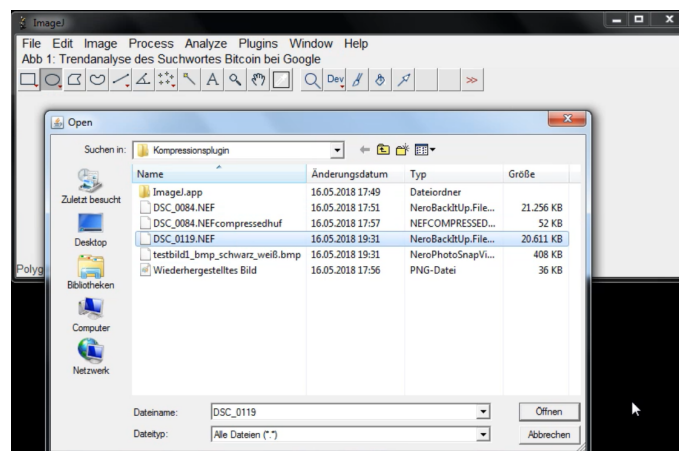 ImageJ
File Edit Image Process Analyze Plugins Window Help
Abb 1: Trendanalyse des Suchwortes Bitcoin bei Google
A Dev >>
Open
Suchen in: Kompressionsplugin
Name Änderungsdatum Typ Größe
ImageJ.app 16.05.2018 17:49 Dateiordner
DSC_0084.NEF 16.05.2018 17:51 NeroBackItUp.File... 21.256 KB
DSC_0084.NEFcompressedhuf 16.05.2018 17:57 NEFCOMPRESSED... 52 KB
DSC_0119.NEF 16.05.2018 19:31 NeroBackItUp.File... 20.611 KB
testbild1_bmp_schwarz_weiß.bmp 16.05.2018 19:31 NeroPhotoSnapVi... 408 KB
Wiederhergestelltes Bild 16.05.2018 17:56 PNG-Datei 36 KB
Zuletzt besucht
Desktop
Bibliotheken
Computer
Netzwerk
Polyg
Dateiname: DSC_0119 Öffnen
Dateityp: Alle Dateien (*.*) Abbrechen